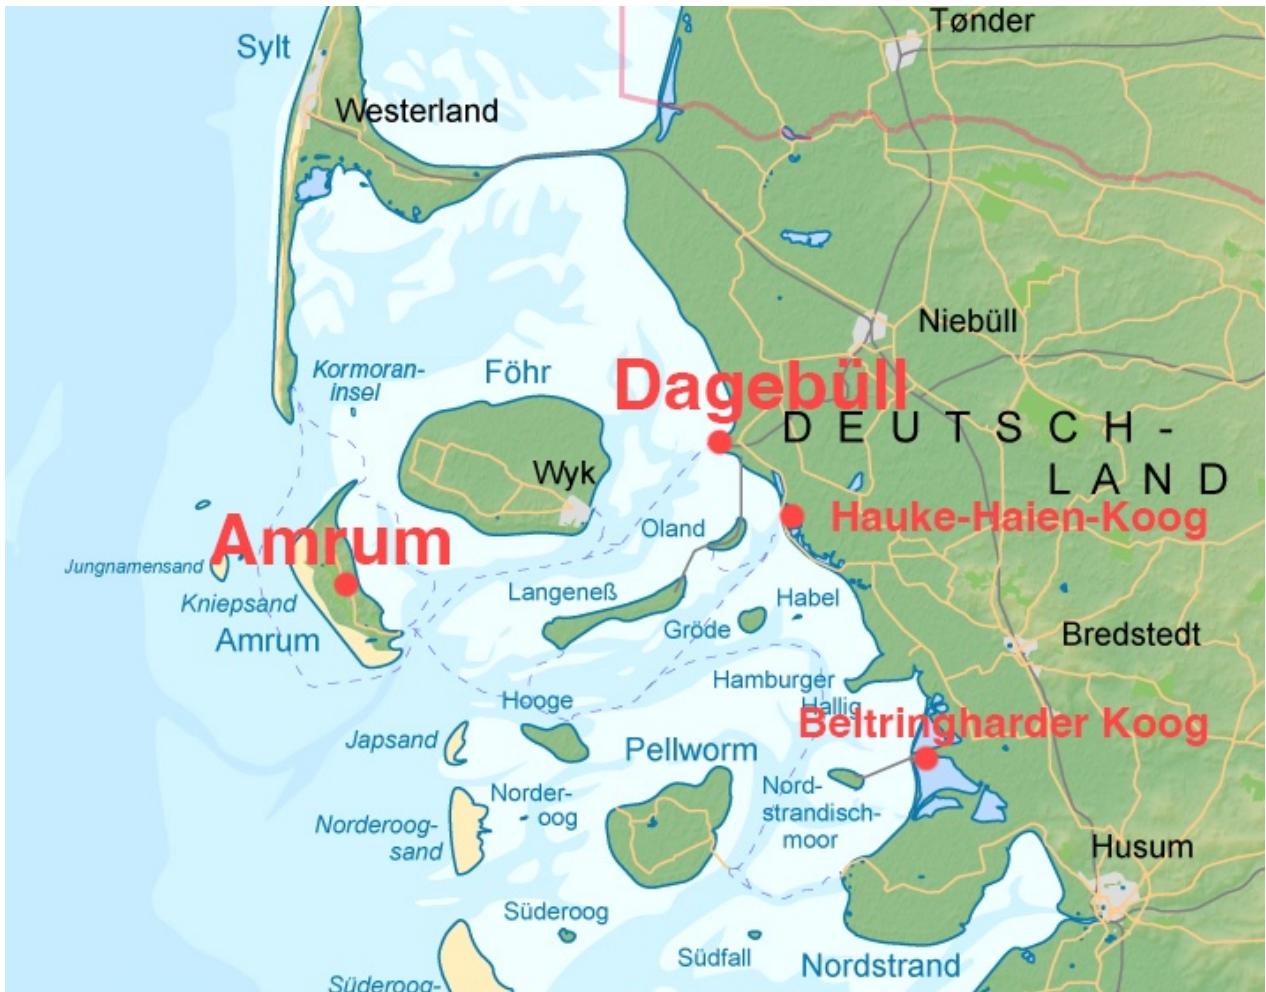 Tønder
Sylt
Westerland
Niebüll
Kormoran-
insel
Föhr
Dagebüll
DEUTSCH-
LAND
Wyk
Hauke-Haien-Koog
Amrum
Oland
Jungnamensand
Kniepsand
Langeneß
Habel
Amrum
Gröde
Bredstedt
Hamburger
Hallig
Hooge
Beltringharder Koog
Japsand
Pellworm
Norder-
oog
Nord-
strandisch-
moor
Norderoog-
sand
Husum
Süderoog
Südfall
Nordstrand
Süderoog-